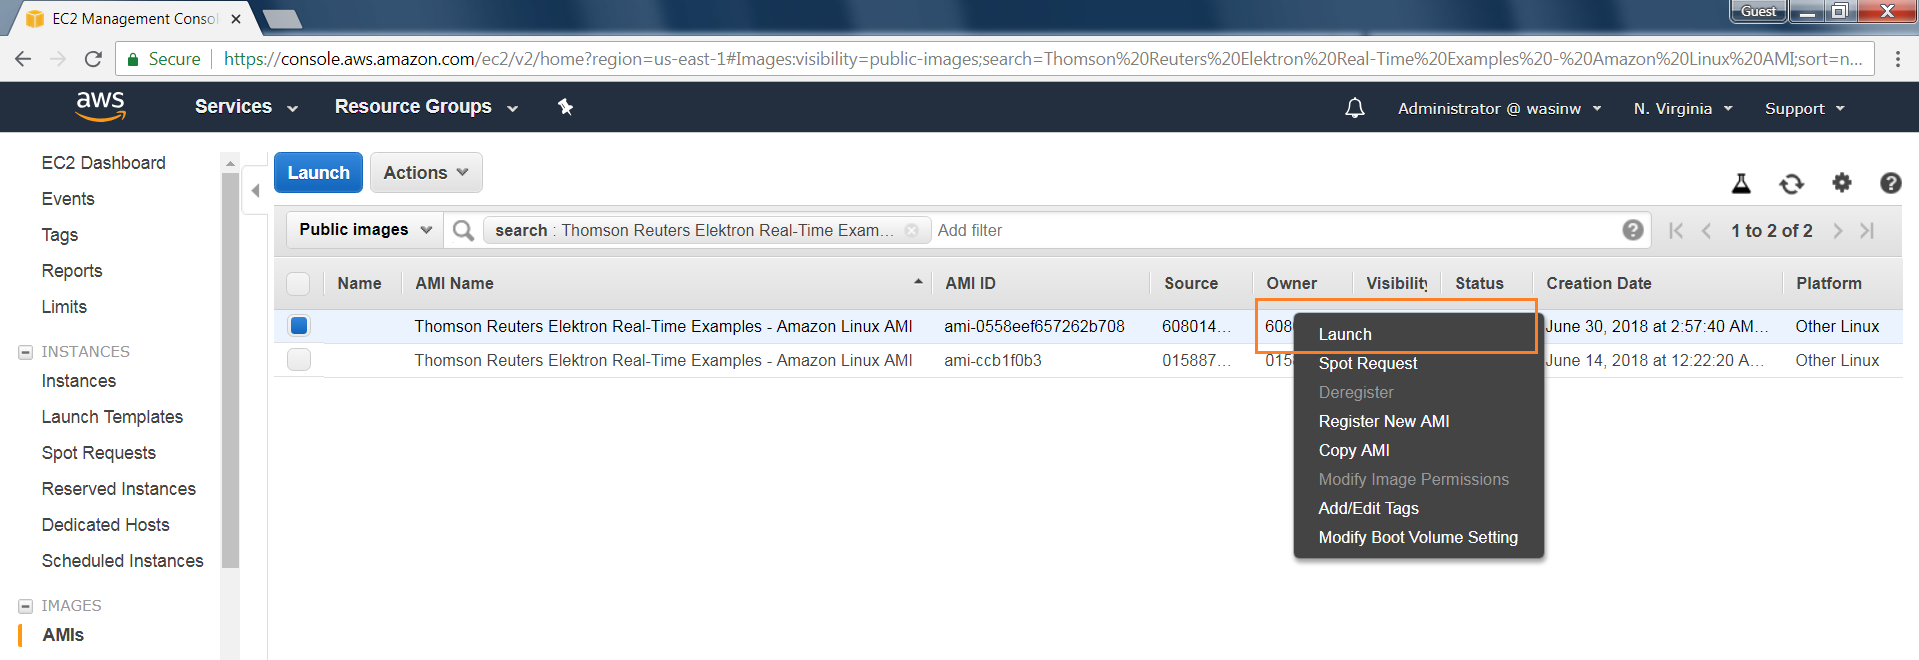 EC2 Management Consol
Guest
Secure https://console.aws.amazon.com/ec2/v2/home?region=us-east-1#Images:visibility=public-images;search=Thomson%20Reuters%20Elektron%20Real-Time%20Examples%20-%20Amazon%20Linux%20AMI;sort=n...
aws Services Resource Groups Administrator @ wasinw N. Virginia Support
EC2 Dashboard
Events
Tags
Reports
Limits
INSTANCES
Instances
Launch Templates
Spot Requests
Reserved Instances
Dedicated Hosts
Scheduled Instances
IMAGES
AMIs
Launch Actions
Public images search : Thomson Reuters Elektron Real-Time Exam... Add filter 1 to 2 of 2
Name AMI Name AMI ID Source Owner Visibility Status Creation Date Platform
Thomson Reuters Elektron Real-Time Examples - Amazon Linux AMI ami-0558eef657262b708 608014... 608 June 30, 2018 at 2:57:40 AM... Other Linux
Thomson Reuters Elektron Real-Time Examples - Amazon Linux AMI ami-ccb1f0b3 015887... 015 June 14, 2018 at 12:22:20 A... Other Linux
Launch
Spot Request
Deregister
Register New AMI
Copy AMI
Modify Image Permissions
Add/Edit Tags
Modify Boot Volume Setting